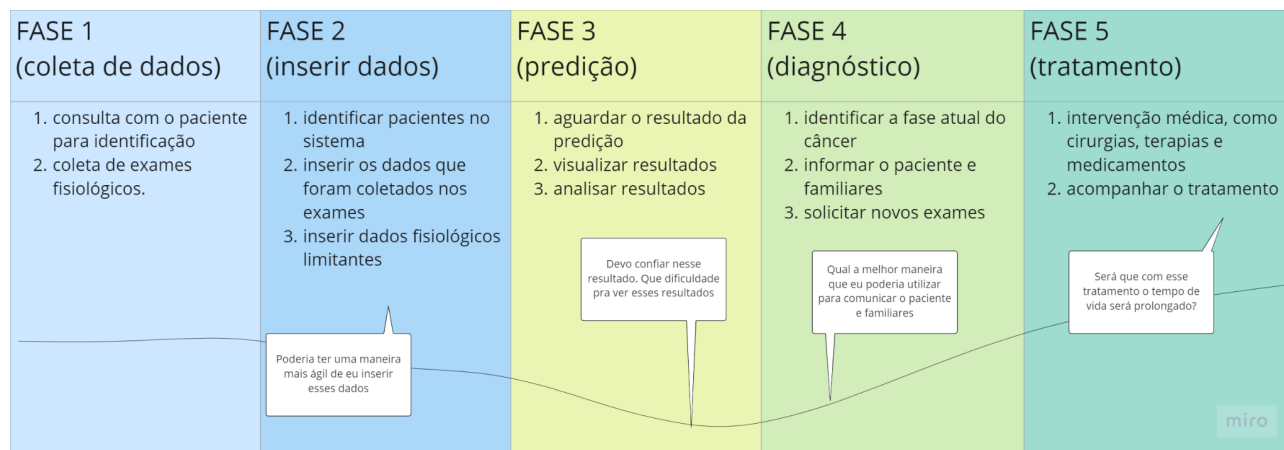 FASE 1
(coleta de dados)
1. consulta com o paciente
para identificação
2. coleta de exames
fisiológicos.
FASE 2
(inserir dados)
1. identificar pacientes no
sistema
2. inserir os dados que
foram coletados nos
exames
3. inserir dados fisiológicos
limitantes
Poderia ter uma maneira
mais ágil de eu inserir
esses dados
FASE 3
(predição)
1. aguardar o resultado da
predição
2. visualizar resultados
3. analisar resultados
Devo confiar nesse
resultado. Que dificuldade
pra ver esses resultados
FASE 4
(diagnóstico)
1. identificar a fase atual do
câncer
2. informar o paciente e
familiares
3. solicitar novos exames
Qual a melhor maneira
que eu poderia utilizar
para comunicar o paciente
e familiares
FASE 5
(tratamento)
1. intervenção médica, como
cirurgias, terapias e
medicamentos
2. acompanhar o tratamento
Será que com esse
tratamento o tempo de
vida será prolongado?
miro